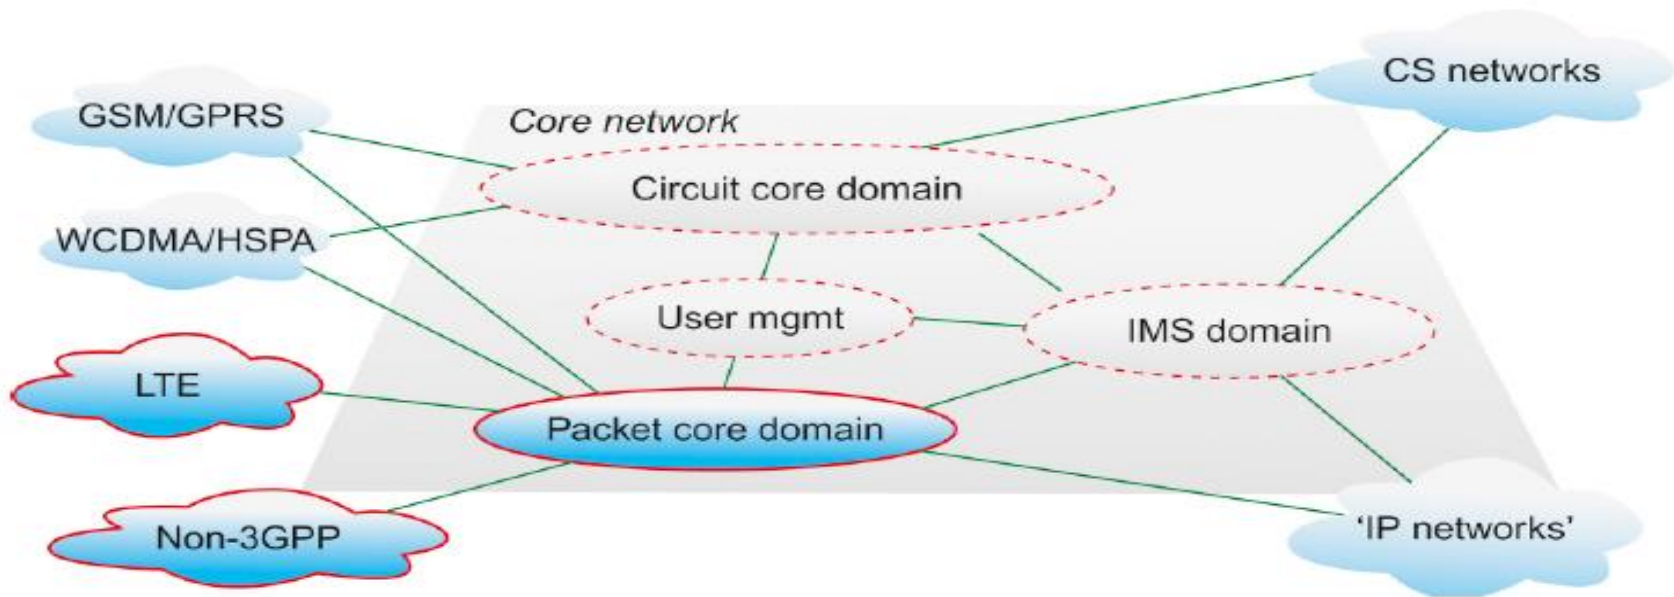 CS networks
GSM/GPRS
Core network
Circuit core domain
WCDMA/HSPA
User mgmt
IMS domain
LTE
Packet core domain
Non-3GPP
‘IP networks’